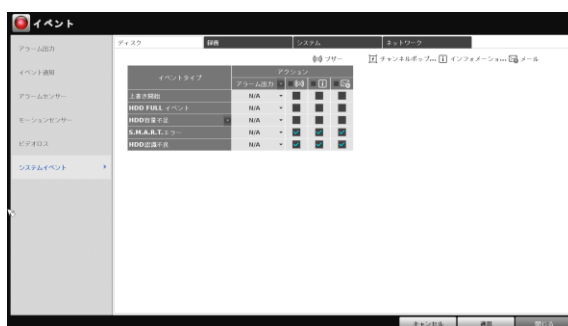 イベント
アラーム出力
イベント通知
アラームセンサー
モーションセンサー
ビデオロス
システムイベント
ディスク 録画 システム ネットワーク
ブザー チャンネルポップ... インフォメーショ... メール
イベントタイプ アクション
アラーム出力
上書き開始 N/A
HDD FULL イベント N/A
HDD容量不足 N/A
S.M.A.R.T.エラー N/A
HDD認識不良 N/A
キャンセル 適用 閉じる